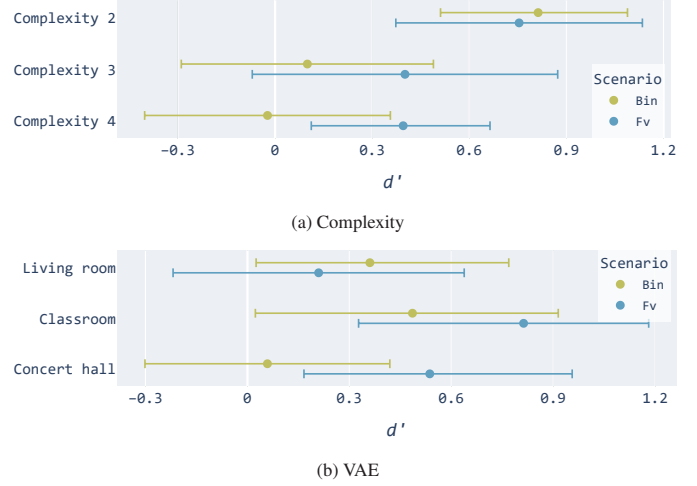 Complexity 2
Complexity 3
Complexity 4
Scenario
Bin
Fv
−0.3 0 0.3 0.6 0.9 1.2
d'
(a) Complexity
Living room
Classroom
Concert hall
Scenario
Bin
Fv
−0.3 0 0.3 0.6 0.9 1.2
d'
(b) VAE